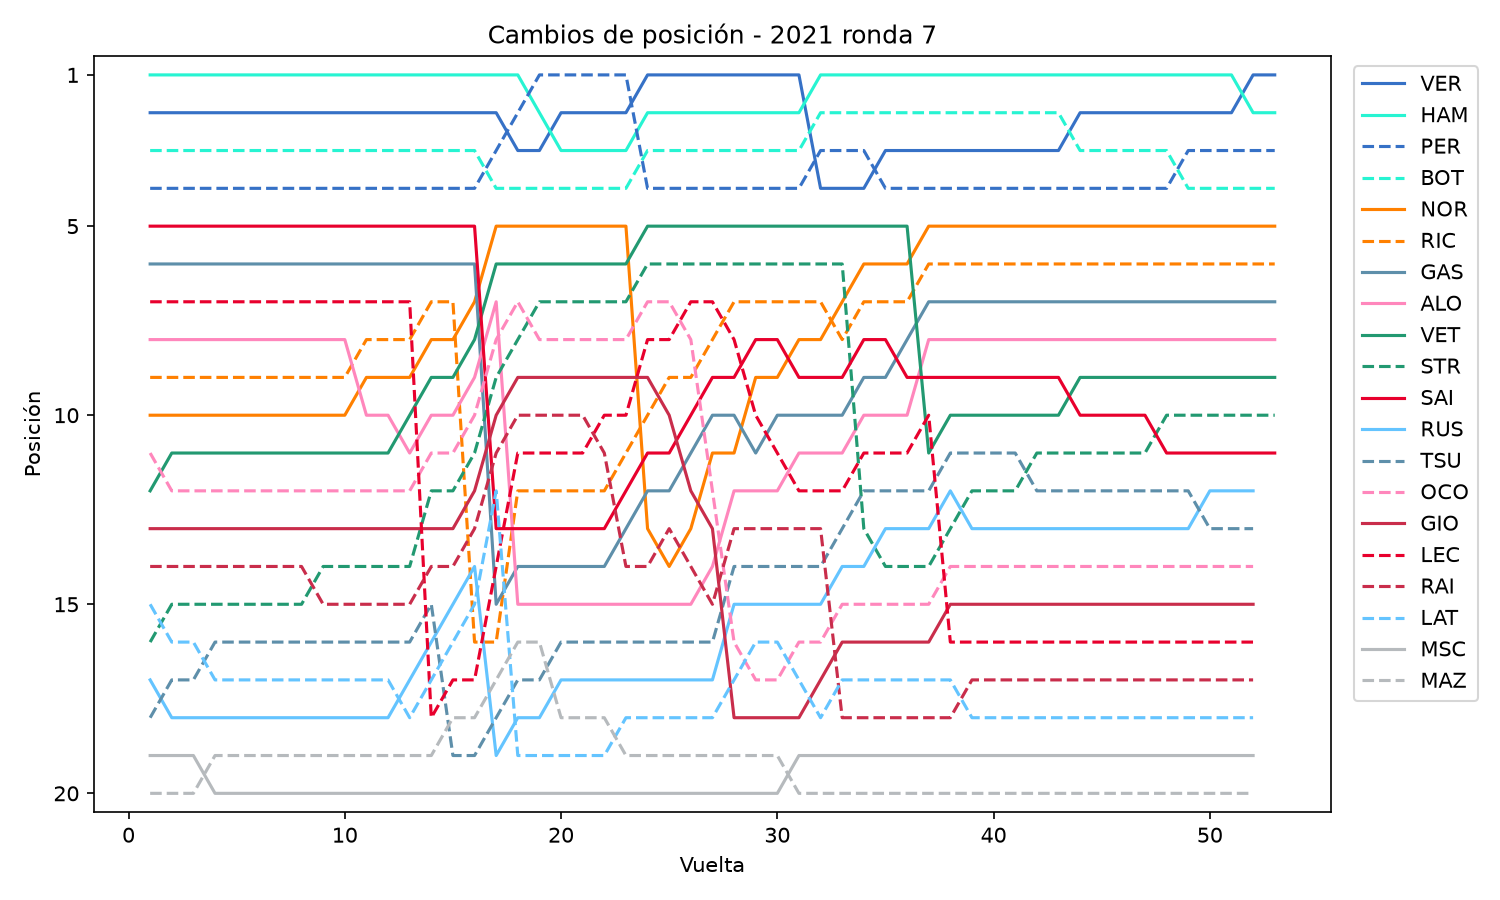 Cambios de posición - 2021 ronda 7
Posición
1
5
10
15
20
0 10 20 30 40 50
Vuelta
VER
HAM
PER
BOT
NOR
RIC
GAS
ALO
VET
STR
SAI
RUS
TSU
OCO
GIO
LEC
RAI
LAT
MSC
MAZ